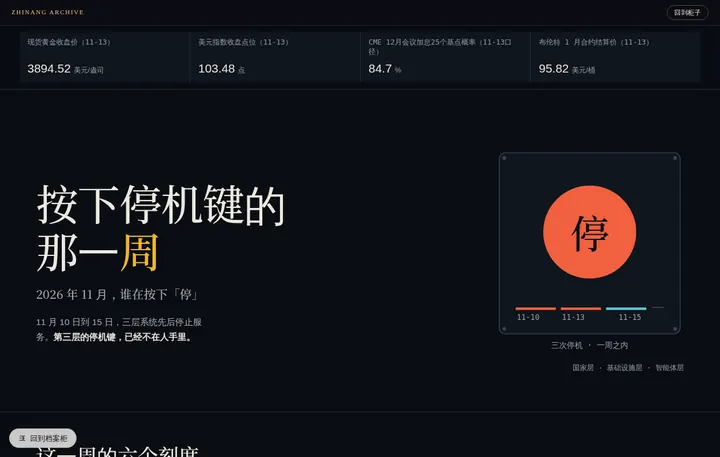 ZHINANG ARCHIVE
回到柜子
现货黄金收盘价（11-13）
3894.52 美元/盎司
美元指数收盘点位（11-13）
103.48 点
CME 12月会议加息25个基点概率（11-13口
径）
84.7 %
布伦特 1 月合约结算价（11-13）
95.82 美元/桶
按下停机键的
那一周
2026 年 11 月，谁在按下「停」
11 月 10 日到 15 日，三层系统先后停止服
务。第三层的停机键，已经不在人手里。
停
11-10
11-13
11-15
三次停机 · 一周之内
国家层 · 基础设施层 · 智能体层
回到档案柜
这一周的六个刻度